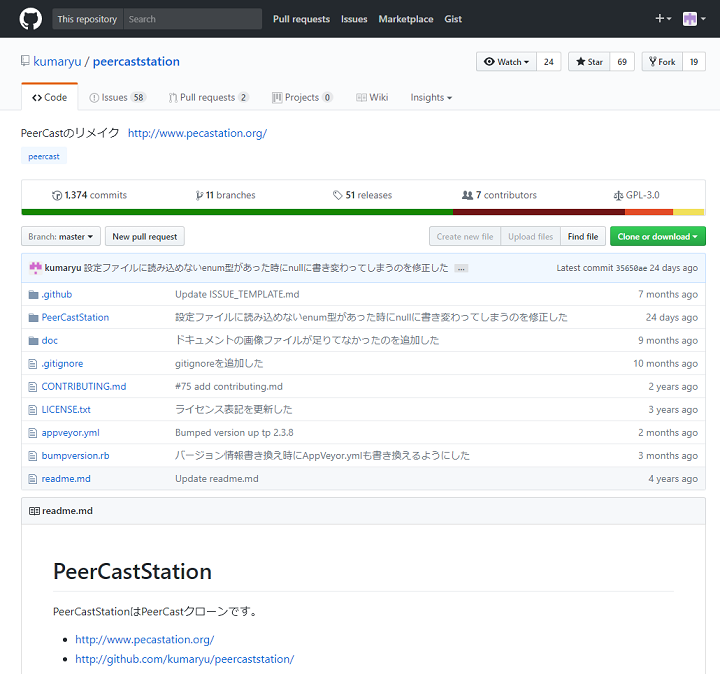 This repository Search Pull requests Issues Marketplace Gist
kumaryu / peercaststation Watch 24 Star 69 Fork 19
Code Issues 58 Pull requests 2 Projects 0 Wiki Insights
PeerCastのリメイク http://www.pecastation.org/
peercast
1,374 commits 11 branches 51 releases 7 contributors GPL-3.0
Branch: master New pull request Create new file Upload files Find file Clone or download
kumaryu 設定ファイルに読み込めないenum型があった時にnullに書き変わってしまうのを修正した ... Latest commit 35650ae 24 days ago
.github Update ISSUE_TEMPLATE.md 7 months ago
PeerCastStation 設定ファイルに読み込めないenum型があった時にnullに書き変わってしまうのを修正した 24 days ago
doc ドキュメントの画像ファイルが足りてなかったのを追加した 9 months ago
.gitignore gitignoreを追加した 10 months ago
CONTRIBUTING.md #75 add contributing.md 2 years ago
LICENSE.txt ライセンス表記を更新した 3 years ago
appveyor.yml Bumped version up tp 2.3.8 2 months ago
bumpversion.rb バージョン情報書き換え時にAppVeyor.ymlも書き換えるようにした 3 months ago
readme.md Update readme.md 4 years ago
readme.md
PeerCastStation
PeerCastStationはPeerCastクローンです。
http://www.pecastation.org/
http://github.com/kumaryu/peercaststation/